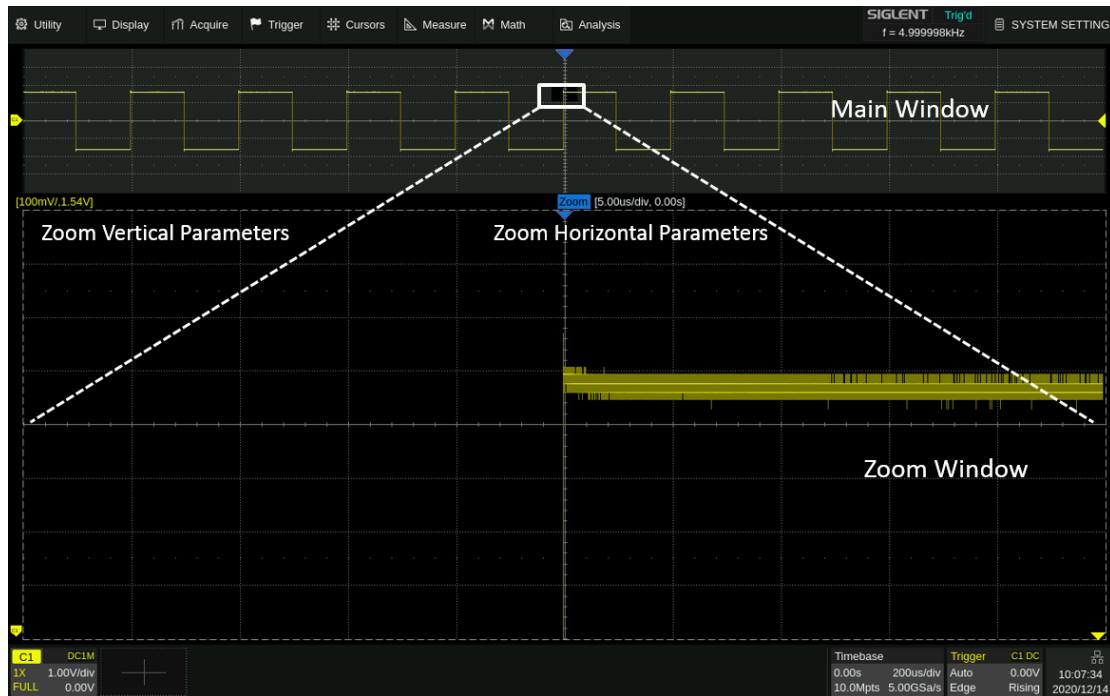 Utility Display Acquire Trigger Cursors Measure Math Analysis SIGLENT Trig'd SYSTEM SETTING
f = 4.999998kHz
C1
Main Window
[100mV/,1.54V] Zoom [5.00us/div, 0.00s]
Zoom Vertical Parameters Zoom Horizontal Parameters
Zoom Window
C1
C1 DC1M Timebase Trigger C1 DC
1X 1.00V/div 0.00s 200us/div Auto 0.00V 10:07:34
FULL 0.00V 10.0Mpts 5.00GSa/s Edge Rising 2020/12/14